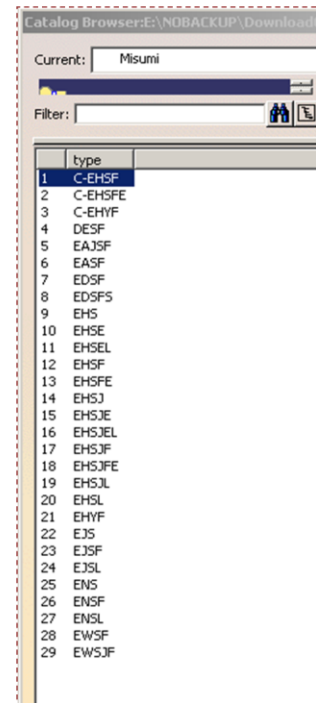 Catalog Browser:E:\NOBACKUP\Download
Current: Misumi
Filter:
type
1 C-EHSF
2 C-EHSFE
3 C-EHYF
4 DESF
5 EAJSF
6 EASF
7 EDSF
8 EDSFS
9 EHS
10 EHSE
11 EHSEL
12 EHSF
13 EHSFE
14 EHSJ
15 EHSJE
16 EHSJEL
17 EHSJF
18 EHSJFE
19 EHSJL
20 EHSL
21 EHYF
22 EJS
23 EJSF
24 EJSL
25 ENS
26 ENSF
27 ENSL
28 EWSF
29 EWSJF